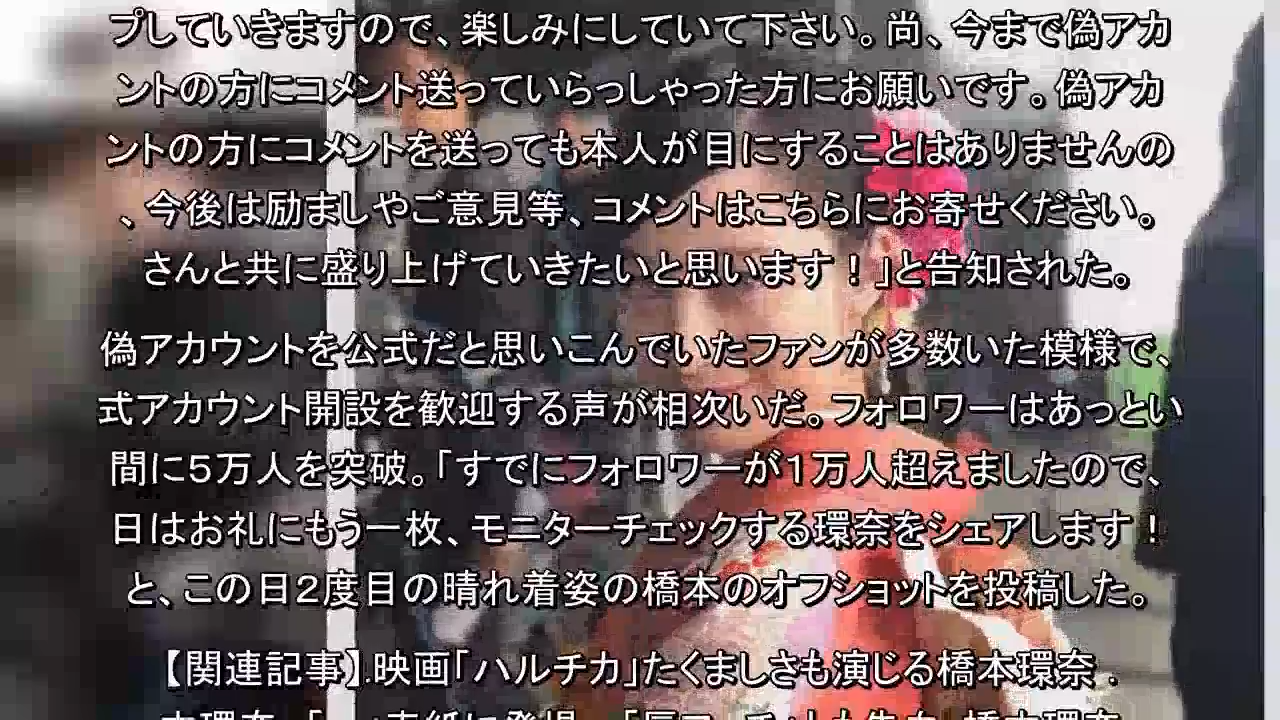 プしていきますので、楽しみにしていて下さい。尚、今まで偽アカ
ントの方にコメント送っていらっしゃった方にお願いです。偽アカ
ントの方にコメントを送っても本人が目にすることはありませんの
、今後は励ましやご意見等、コメントはこちらにお寄せください。
さんと共に盛り上げていきたいと思います！」と告知された。
偽アカウントを公式だと思いこんでいたファンが多数いた模様で、
式アカウント開設を歓迎する声が相次いだ。フォロワーはあっとい
間に５万人を突破。「すでにフォロワーが１万人超えましたので、
日はお礼にもう一枚、モニターチェックする環奈をシェアします！
と、この日２度目の晴れ着姿の橋本のオフショットを投稿した。
【関連記事】.映画「ハルチカ」たくましさも演じる橋本環奈 .